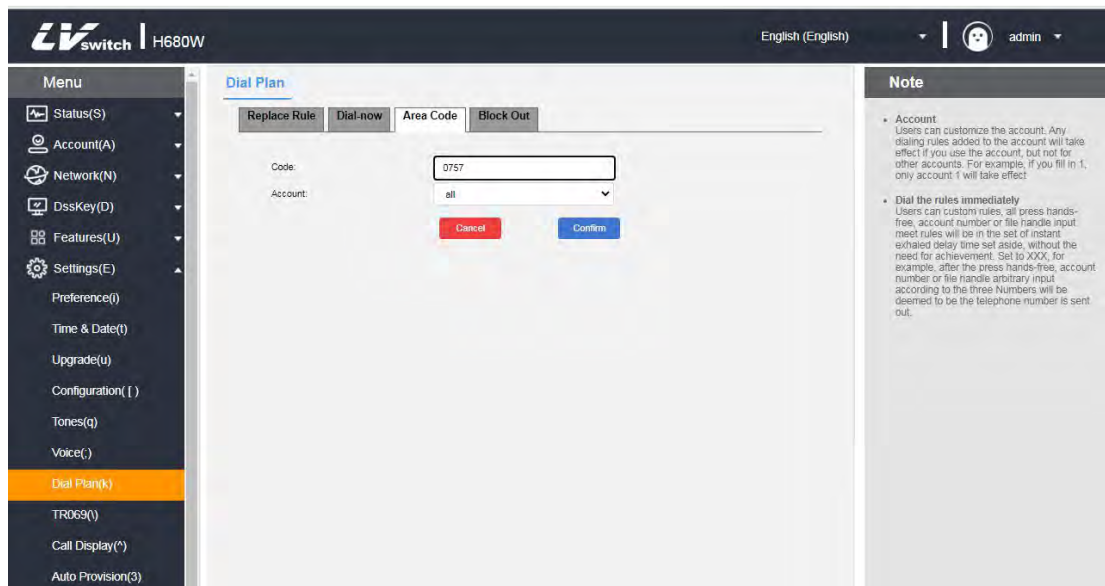 LVswitch | H680W
English (English)
admin
Menu
Status(S)
Account(A)
Network(N)
DssKey(D)
Features(U)
Settings(E)
Preference(i)
Time & Date(t)
Upgrade(u)
Configuration( [ )
Tones(q)
Voice(;)
Dial Plan(k)
TR069(\)
Call Display(^)
Auto Provision(3)
Dial Plan
Replace Rule
Dial-now
Area Code
Block Out
Code:
0757
Account:
all
Cancel
Confirm
Note
Account
Users can customize the account. Any
dialing rules added to the account will take
effect if you use the account, but not for
other accounts. For example, if you fill in 1,
only account 1 will take effect
Dial the rules immediately
Users can custom rules, all press hands-
free, account number or file handle input
meet rules will be in the set of instant
exhaled delay time set aside, without the
need for achievement. Set to XXX, for
example, after the press hands-free, account
number or file handle arbitrary input
according to the three Numbers will be
deemed to be the telephone number is sent
out.